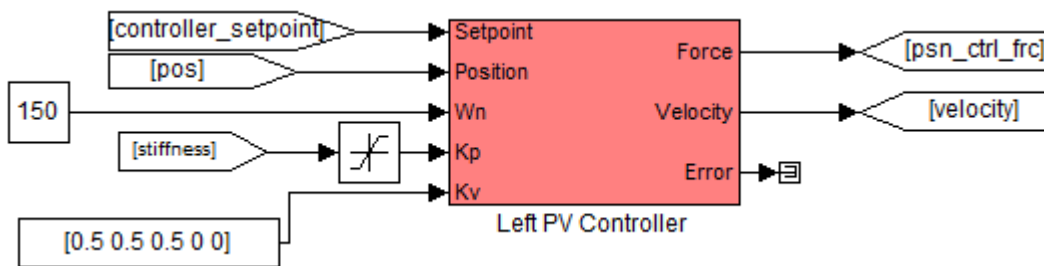 [controller_setpoint]
Setpoint
Force
[psn_ctrl_frc]
[pos]
Position
150
Wn
Velocity
[velocity]
[stiffness]
Kp
Error
Kv
[0.5 0.5 0.5 0 0]
Left PV Controller